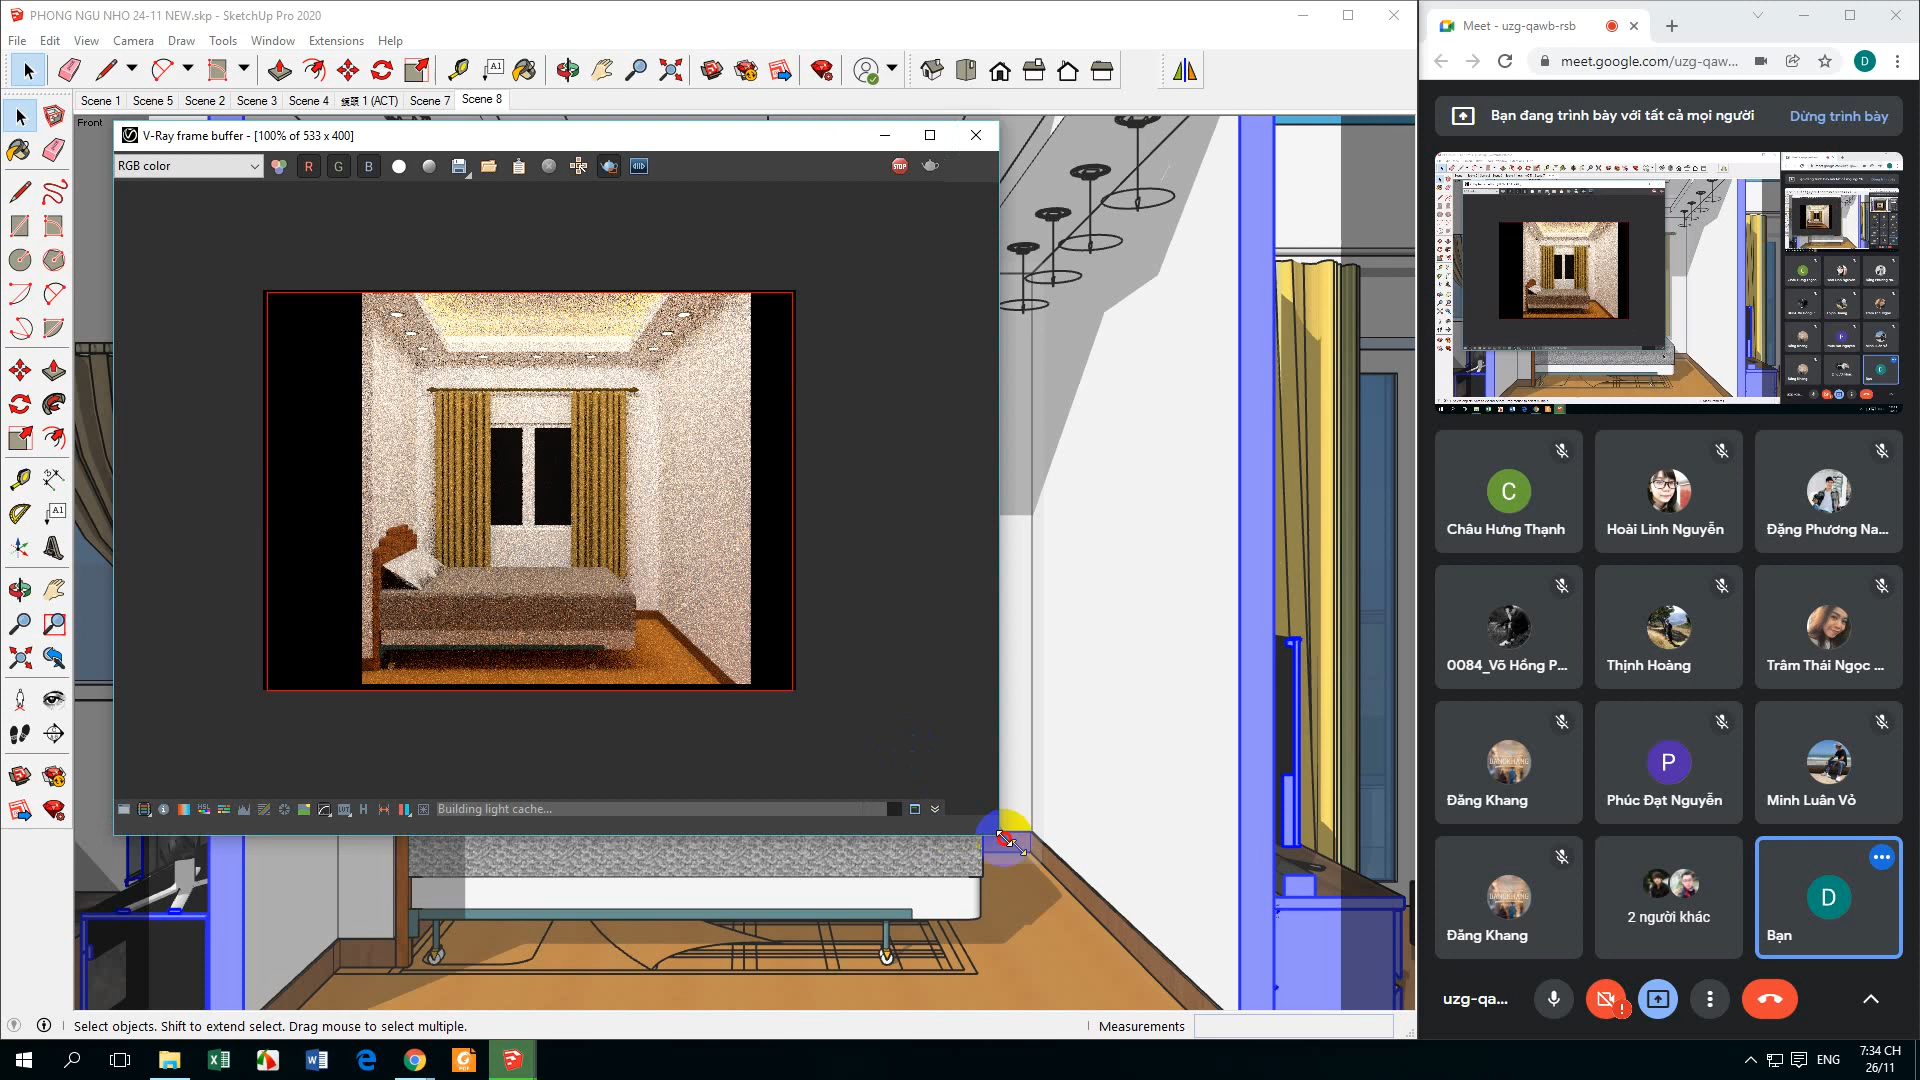 PHONG NGU NHO 24-11 NEW.skp - SketchUp Pro 2020
File Edit View Camera Draw Tools Window Extensions Help
Scene 1 Scene 5 Scene 2 Scene 3 Scene 4 1 (ACT) Scene 7 Scene 8
Front
V-Ray frame buffer - [100% of 533 x 400]
RGB color
R G B
STOP
Building light cache...
Select objects. Shift to extend select. Drag mouse to select multiple.
Measurements
Meet - uzg-qawb-rsb
meet.google.com/uzg-qaw...
D
Bạn đang trình bày với tất cả mọi người
Dừng trình bày
C
Châu Hưng Thạnh
Hoài Linh Nguyễn
Đặng Phương Na...
0084_Võ Hồng P...
Thịnh Hoàng
Trâm Thái Ngọc ...
Đăng Khang
P
Phúc Đạt Nguyễn
Minh Luân Vỏ
Đăng Khang
2 người khác
D
Bạn
uzg-qa...
ENG
7:34 CH
26/11